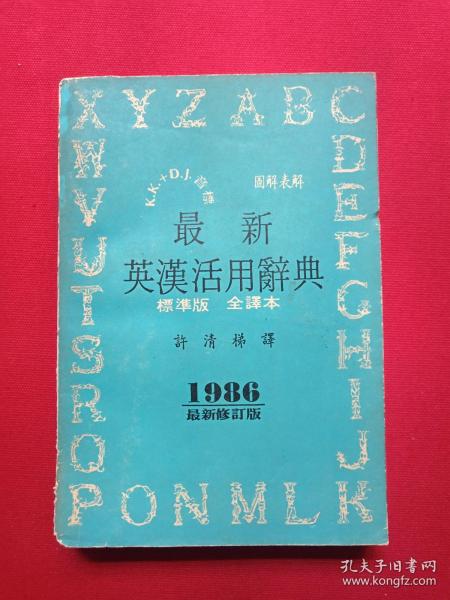 X Y Z A B C
W
V
U
T
S
R
Q
D
E
F
G
H
I
J
P O N M L K
K.K.+D.J.音標
圖解表解
最新
英漢活用辭典
標準版 全譯本
許清梯譯
1986
最新修訂版
孔夫子旧书网
www.kongfz.com